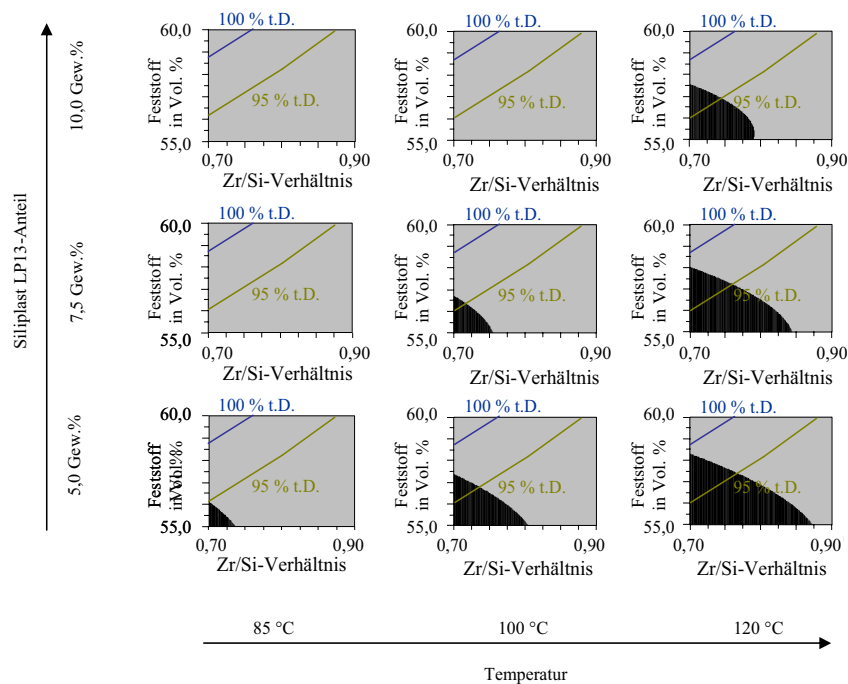 Siliplast LP13-Anteil
10,0 Gew.%
60,0
100 % t.D.
Feststoff
in Vol. %
95 % t.D.
55,0
0,70
0,90
Zr/Si-Verhältnis
60,0
100 % t.D.
Feststoff
in Vol. %
95 % t.D.
55,0
0,70
0,90
Zr/Si-Verhältnis
60,0
100 % t.D.
Feststoff
in Vol. %
95 % t.D.
55,0
0,70
0,90
Zr/Si-Verhältnis
7,5 Gew.%
60,0
100 % t.D.
Feststoff
in Vol. %
95 % t.D.
55,0
0,70
0,90
Zr/Si-Verhältnis
60,0
100 % t.D.
Feststoff
in Vol. %
95 % t.D.
55,0
0,70
0,90
Zr/Si-Verhältnis
60,0
100 % t.D.
Feststoff
in Vol. %
95 % t.D.
55,0
0,70
0,90
Zr/Si-Verhältnis
5,0 Gew.%
60,0
100 % t.D.
Feststoff
in Vol. %
95 % t.D.
55,0
0,70
0,90
Zr/Si-Verhältnis
60,0
100 % t.D.
Feststoff
in Vol. %
95 % t.D.
55,0
0,70
0,90
Zr/Si-Verhältnis
60,0
100 % t.D.
Feststoff
in Vol. %
95 % t.D.
55,0
0,70
0,90
Zr/Si-Verhältnis
85 °C
100 °C
120 °C
Temperatur